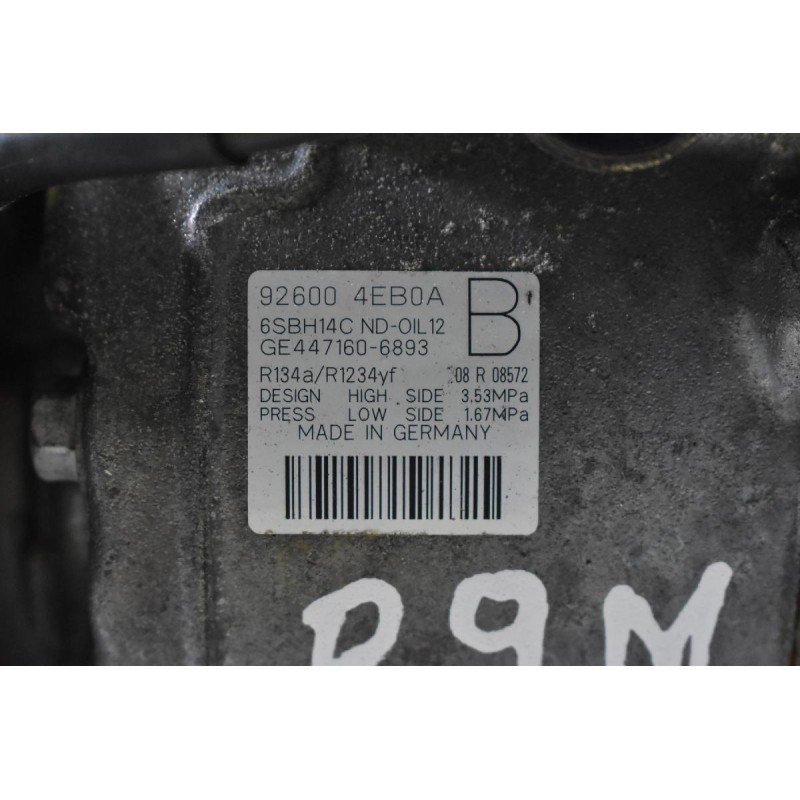 92600 4EB0A B
6SBH14C ND-OIL12
GE447160-6893
R134a/R1234yf 08 R 08572
DESIGN HIGH SIDE 3.53MPa
PRESS LOW SIDE 1.67MPa
MADE IN GERMANY
R9M